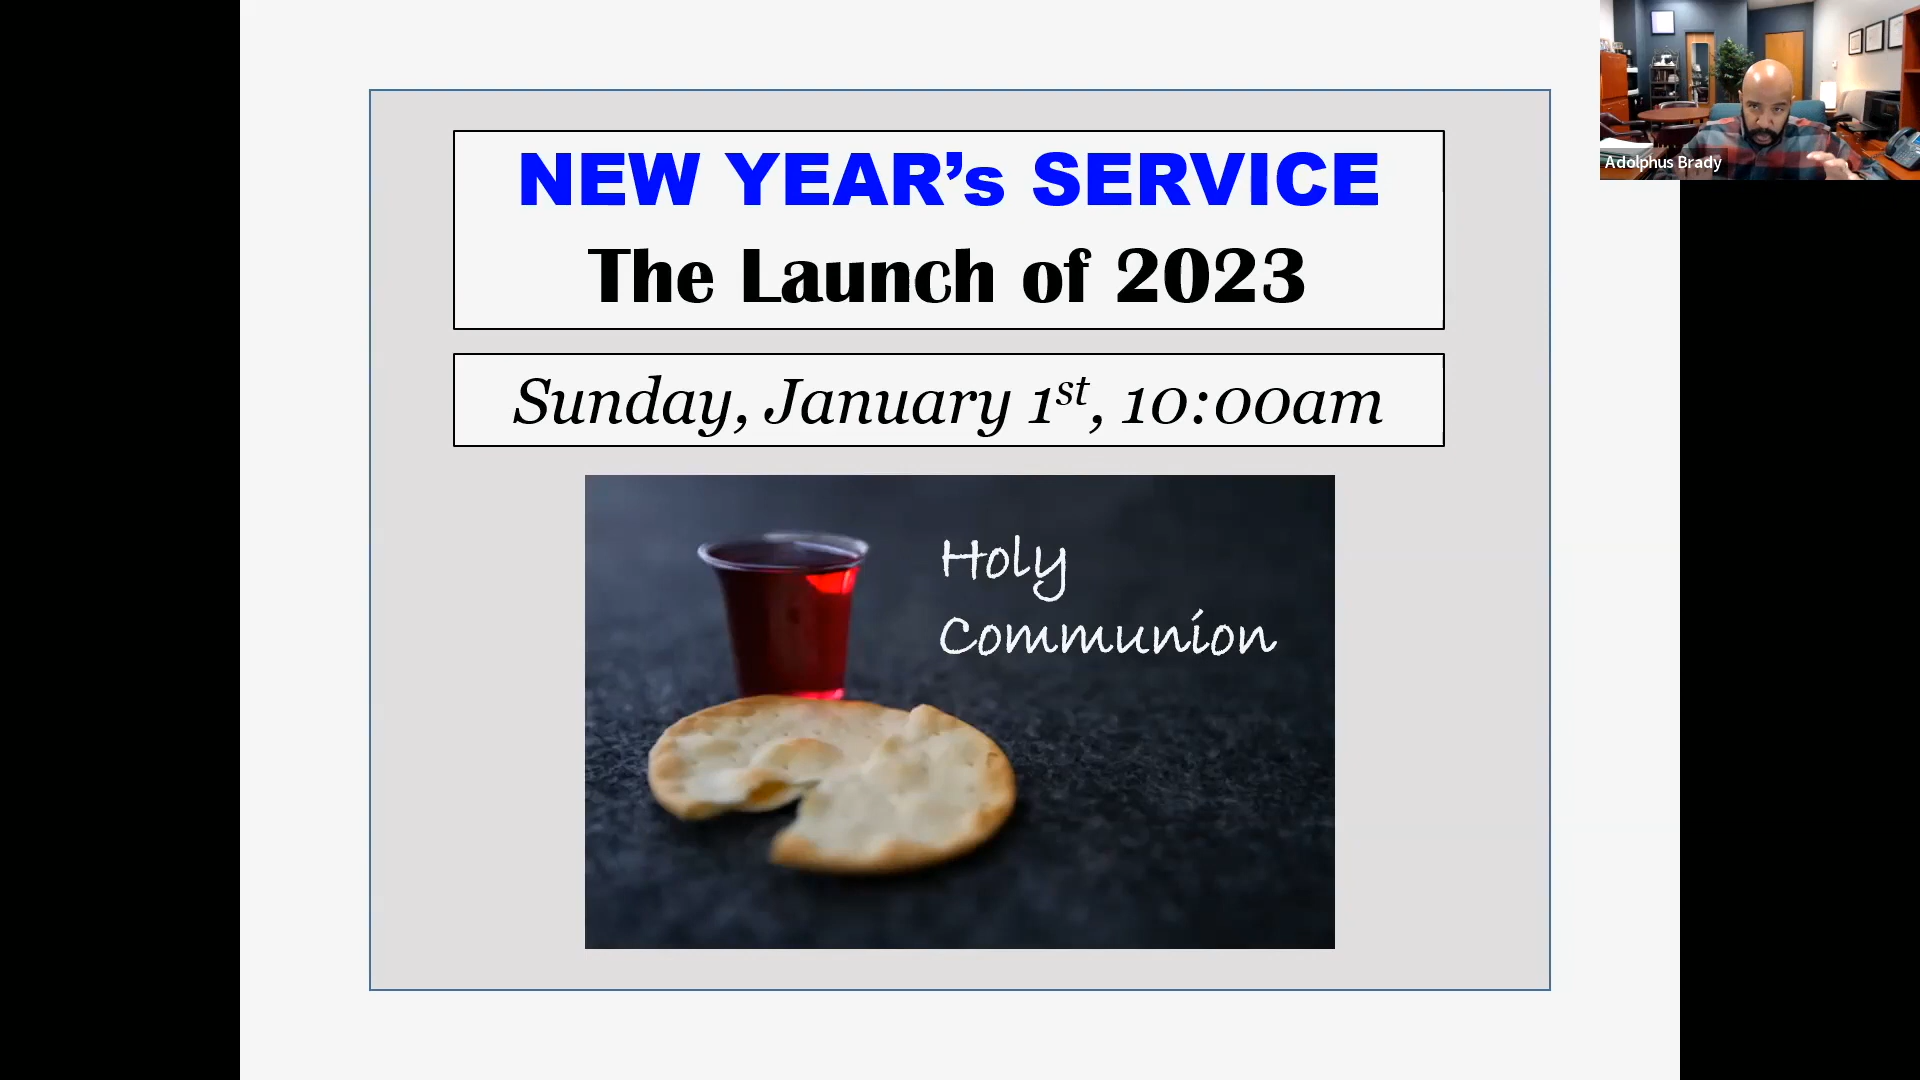 NEW YEAR’s SERVICE
The Launch of 2023
Sunday, January 1st, 10:00am
Holy
Communion
Adolphus Brady